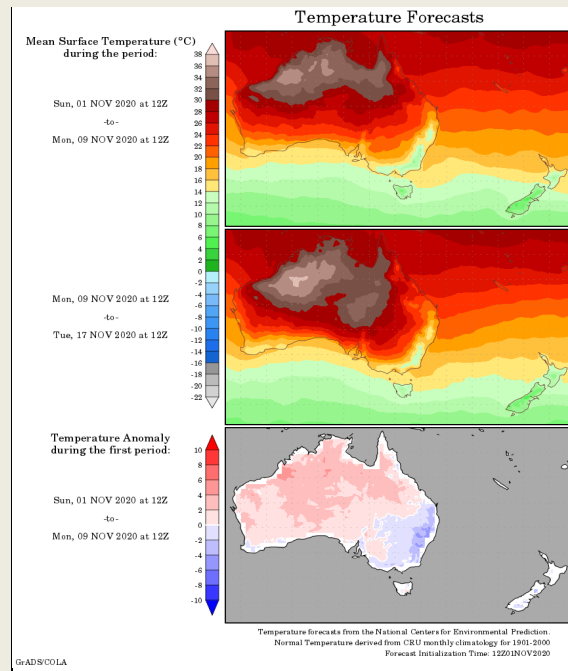 Temperature Forecasts
Mean Surface Temperature (°C)
during the period:
Sun, 01 NOV 2020 at 12Z
-to-
Mon, 09 NOV 2020 at 12Z
38
36
34
32
30
28
26
24
22
20
18
16
14
12
10
8
6
4
2
0
-2
-4
-6
-8
-10
-12
-14
-16
-18
-20
-22
Mon, 09 NOV 2020 at 12Z
-to-
Tue, 17 NOV 2020 at 12Z
Temperature Anomaly
during the first period:
Sun, 01 NOV 2020 at 12Z
-to-
Mon, 09 NOV 2020 at 12Z
10
8
6
4
2
-2
-4
-6
-8
-10
Temperature forecasts from the National Centers for Environmental Prediction.
Normal Temperature derived from CRU monthly climatology for 1901-2000
Forecast Initialization Time: 12Z01NOV2020
GrADS/COLA